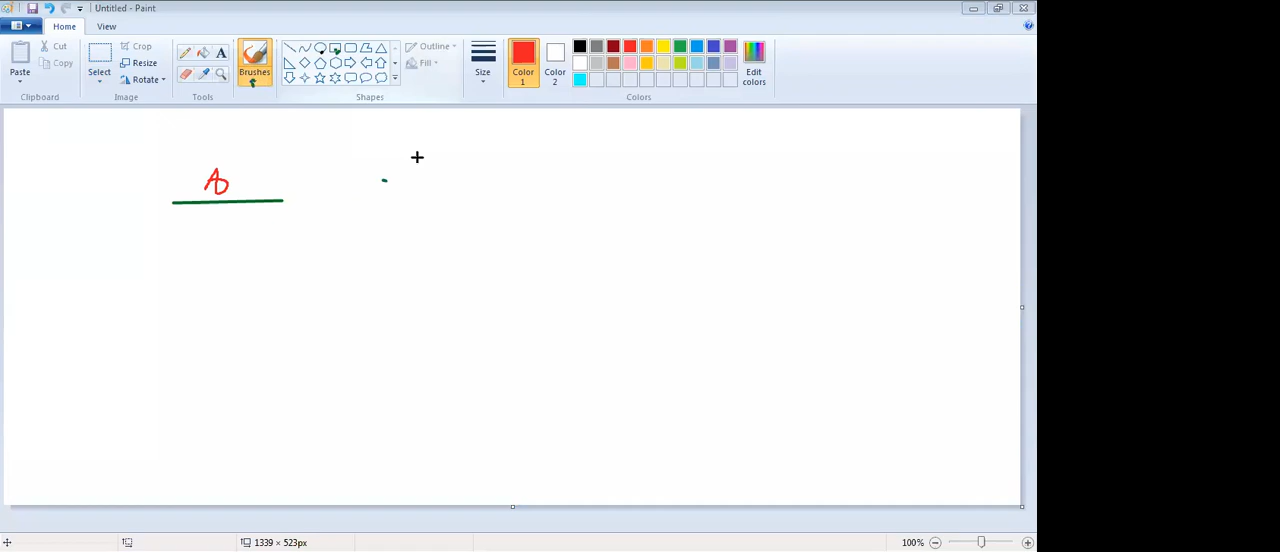 Untitled - Paint
Home View
Paste
Cut
Copy
Clipboard
Select
Crop
Resize
Rotate
Image
A
Tools
Brushes
Outline
Fill
Shapes
Size
Color 1
Color 2
Edit colors
Colors
1339 × 523px
100%